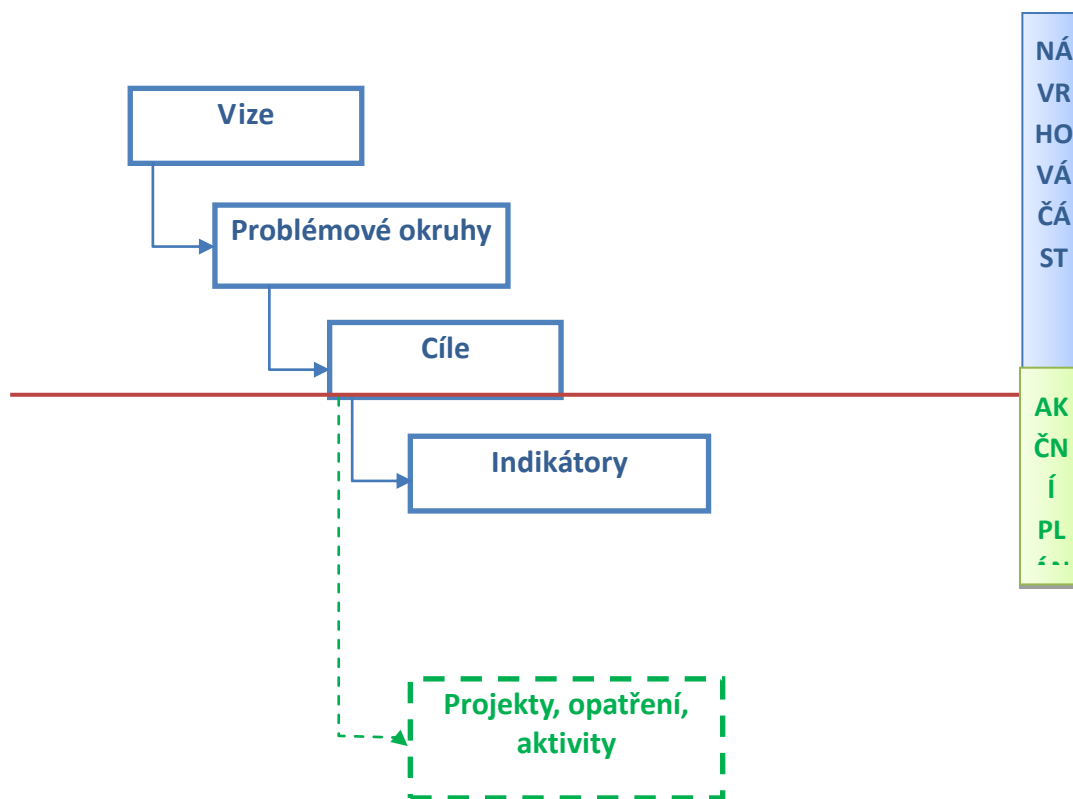 Vize
Problémové okruhy
Cíle
Indikátory
Projekty, opatření,
aktivity
NÁ
VR
HO
VÁ
ČÁ
ST
AK
ČN
Í
PL